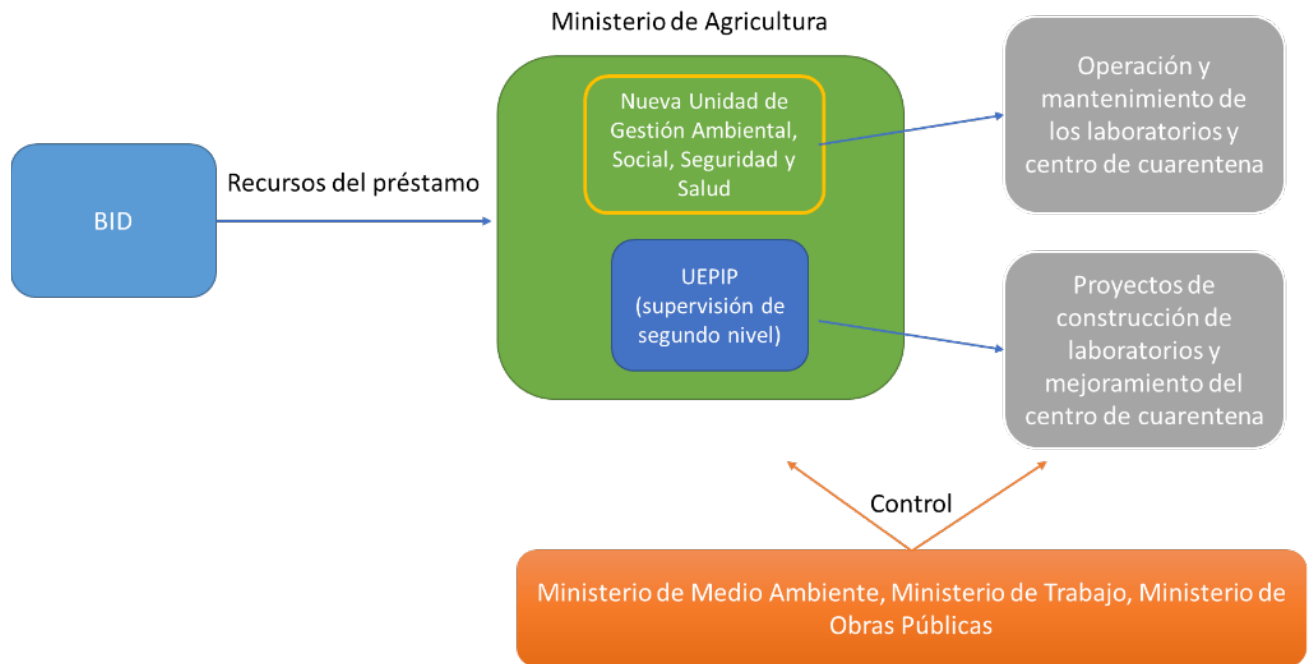 Ministerio de Agricultura
BID
Recursos del préstamo
Nueva Unidad de
Gestión Ambiental,
Social, Seguridad y
Salud
UEPIP
(supervisión de
segundo nivel)
Operación y
mantenimiento de
los laboratorios y
centro de cuarentena
Proyectos de
construcción de
laboratorios y
mejoramiento del
centro de cuarentena
Control
Ministerio de Medio Ambiente, Ministerio de Trabajo, Ministerio de
Obras Públicas